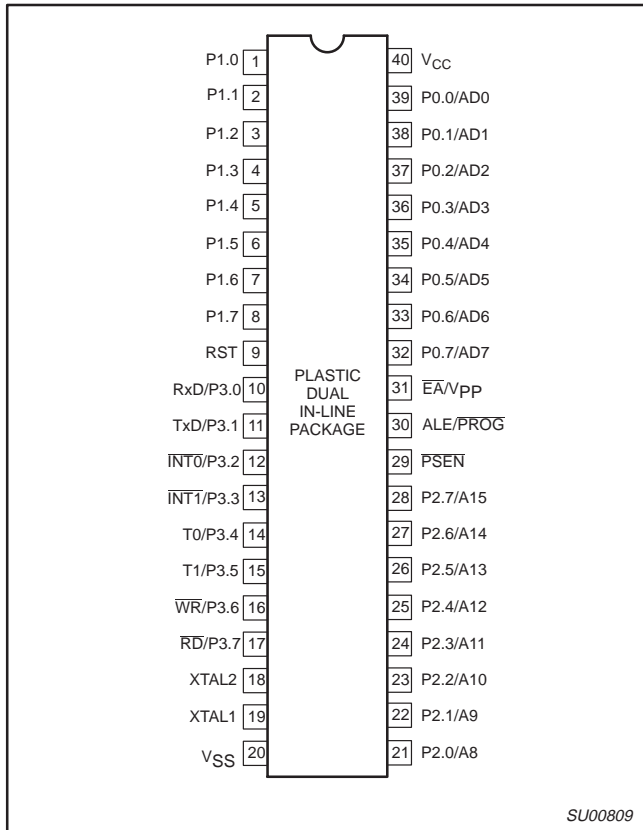 P1.0 1
40 VCC
P1.1 2
39 P0.0/AD0
P1.2 3
38 P0.1/AD1
P1.3 4
37 P0.2/AD2
P1.4 5
36 P0.3/AD3
P1.5 6
35 P0.4/AD4
P1.6 7
34 P0.5/AD5
P1.7 8
33 P0.6/AD6
RST 9
32 P0.7/AD7
RxD/P3.0 10
31 E̅A̅/VPP
TxD/P3.1 11
30 ALE/P̅R̅O̅G̅
I̅N̅T̅0̅/P3.2 12
29 P̅S̅E̅N̅
I̅N̅T̅1̅/P3.3 13
28 P2.7/A15
T0/P3.4 14
27 P2.6/A14
T1/P3.5 15
26 P2.5/A13
W̅R̅/P3.6 16
25 P2.4/A12
R̅D̅/P3.7 17
24 P2.3/A11
XTAL2 18
23 P2.2/A10
XTAL1 19
22 P2.1/A9
VSS 20
21 P2.0/A8
PLASTIC
DUAL
IN-LINE
PACKAGE
SU00809